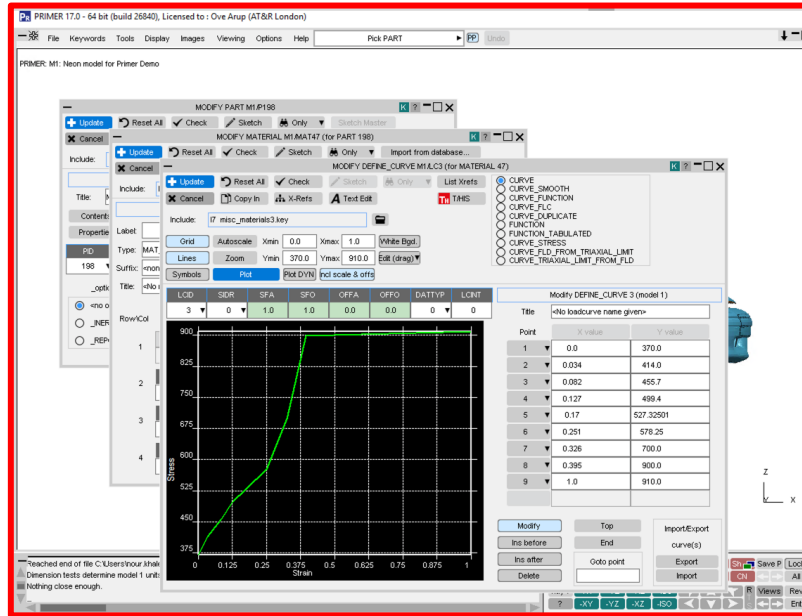 PRIMER 17.0 - 64 bit (build 26840), Licensed to : Ove Arup (AT&R London)
File Keywords Tools Display Images Viewing Options Help Pick PART PP Undo
PRIMER: M1: Neon model for Primer Demo
MODIFY PART M1/P198 K ?
Update Reset All Check Sketch Only Sketch Master
Cancel
Include:
Title:
Contents
Properties
PID
198
_optic
<no o
_INER
_REP
MODIFY MATERIAL M1/MAT47 (for PART 198) K ?
Update Reset All Check Sketch Only Import from database...
Cancel
Include:
Label:
Type: MAT_
Suffix: <non
Title: <No
Row\Col
1
2
3
4
MODIFY DEFINE_CURVE M1/LC3 (for MATERIAL 47) K ?
Update Reset All Check Sketch Only List Xrefs
Cancel Copy In X-Refs Text Edit T/HIS
Include: I7 misc_materials3.key
Grid Autoscale Xmin 0.0 Xmax 1.0 White Bgd.
Lines Zoom Ymin 370.0 Ymax 910.0 Edit (drag)
Symbols Plot Plot DYN Incl scale & offs
CURVE
CURVE_SMOOTH
CURVE_FUNCTION
CURVE_FLC
CURVE_DUPLICATE
FUNCTION
FUNCTION_TABULATED
CURVE_STRESS
CURVE_FLD_FROM_TRIAXIAL_LIMIT
CURVE_TRIAXIAL_LIMIT_FROM_FLD
LCID SIDR SFA SFO OFFA OFFO DATTYP LCINT
3 0 1.0 1.0 0.0 0.0 0 0
900
825
750
675
600
525
450
375
Stress
0 0.125 0.25 0.375 0.5 0.625 0.75 0.875 1
Strain
Modify DEFINE_CURVE 3 (model 1)
Title <No loadcurve name given>
Point X value Y value
1 0.0 370.0
2 0.034 414.0
3 0.082 455.7
4 0.127 499.4
5 0.17 527.32501
6 0.251 578.25
7 0.326 700.0
8 0.395 900.0
9 1.0 910.0
Modify Top Import/Export
Ins before End curve(s)
Ins after Goto point Export
Delete Import
Z
Y X
Reached end of file C:\Users\nour.khale
Dimension tests determine model 1 units
Nothing close enough.
Sh Save P Lock
CN All
R Views Rev
? -XY -YZ -XZ -ISO Ent